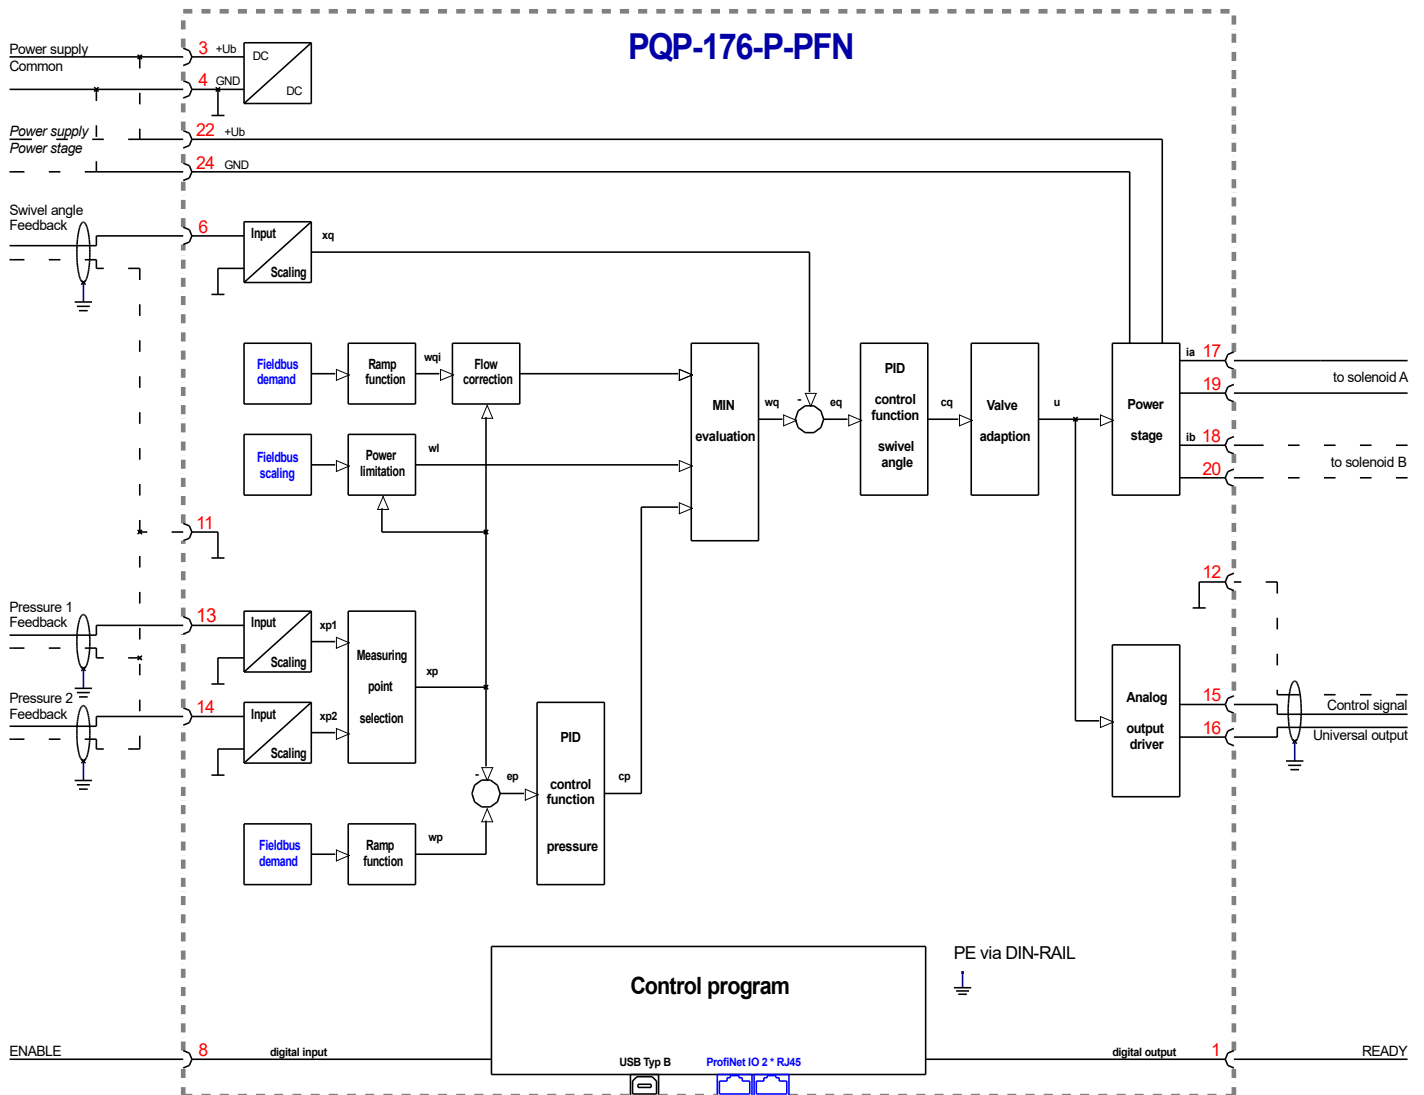 PQP-176-P-PFN
Power supply
Common
3 +Ub
DC
DC
4 GND
Power supply
Power stage
22 +Ub
24 GND
Swivel angle
Feedback
6
Input
Scaling
xq
Fieldbus
demand
Ramp
function
wqi
Flow
correction
MIN
evaluation
wq
-
eq
PID
control
function
swivel
angle
cq
Valve
adaption
u
Power
stage
ia 17
19
to solenoid A
ib 18
20
to solenoid B
Fieldbus
scaling
Power
limitation
wl
11
12
Pressure 1
Feedback
13
Input
Scaling
xp1
Measuring
point
selection
xp
Pressure 2
Feedback
14
Input
Scaling
xp2
-
ep
PID
control
function
pressure
cp
Analog
output
driver
15
16
Control signal
Universal output
Fieldbus
demand
Ramp
function
wp
Control program
PE via DIN-RAIL
ENABLE
8
digital input
USB Typ B
ProfiNet IO 2 * RJ45
digital output
1
READY